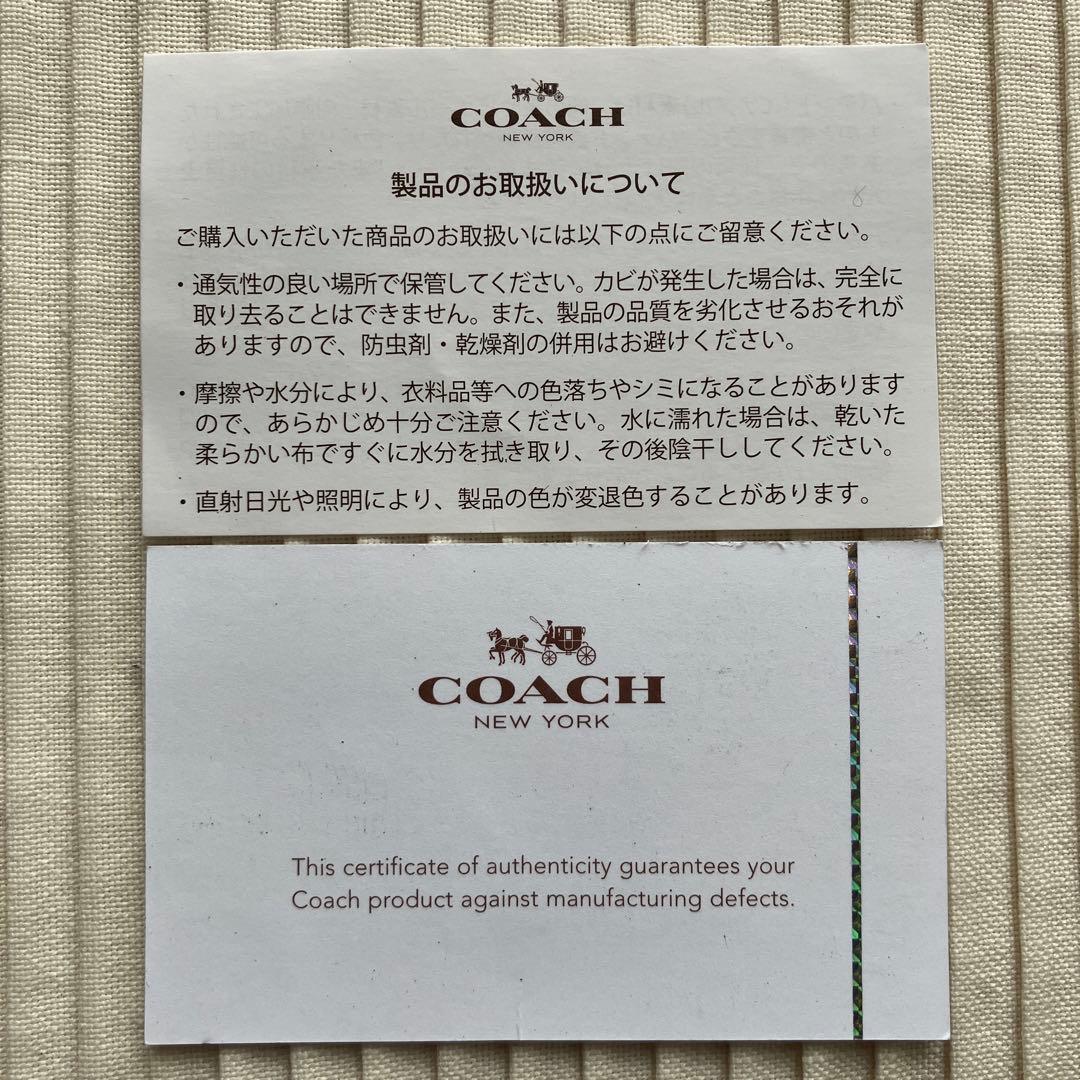 COACH
NEW YORK
製品のお取扱いについて
8
ご購入いただいた商品のお取扱いには以下の点にご留意ください。
・通気性の良い場所で保管してください。カビが発生した場合は、完全に
取り去ることはできません。また、製品の品質を劣化させるおそれが
ありますので、防虫剤・乾燥剤の併用はお避けください。
・摩擦や水分により、衣料品等への色落ちやシミになることがあります
ので、あらかじめ十分ご注意ください。水に濡れた場合は、乾いた
柔らかい布ですぐに水分を拭き取り、その後陰干ししてください。
・直射日光や照明により、製品の色が変退色することがあります。
COACH
NEW YORK
This certificate of authenticity guarantees your
Coach product against manufacturing defects.